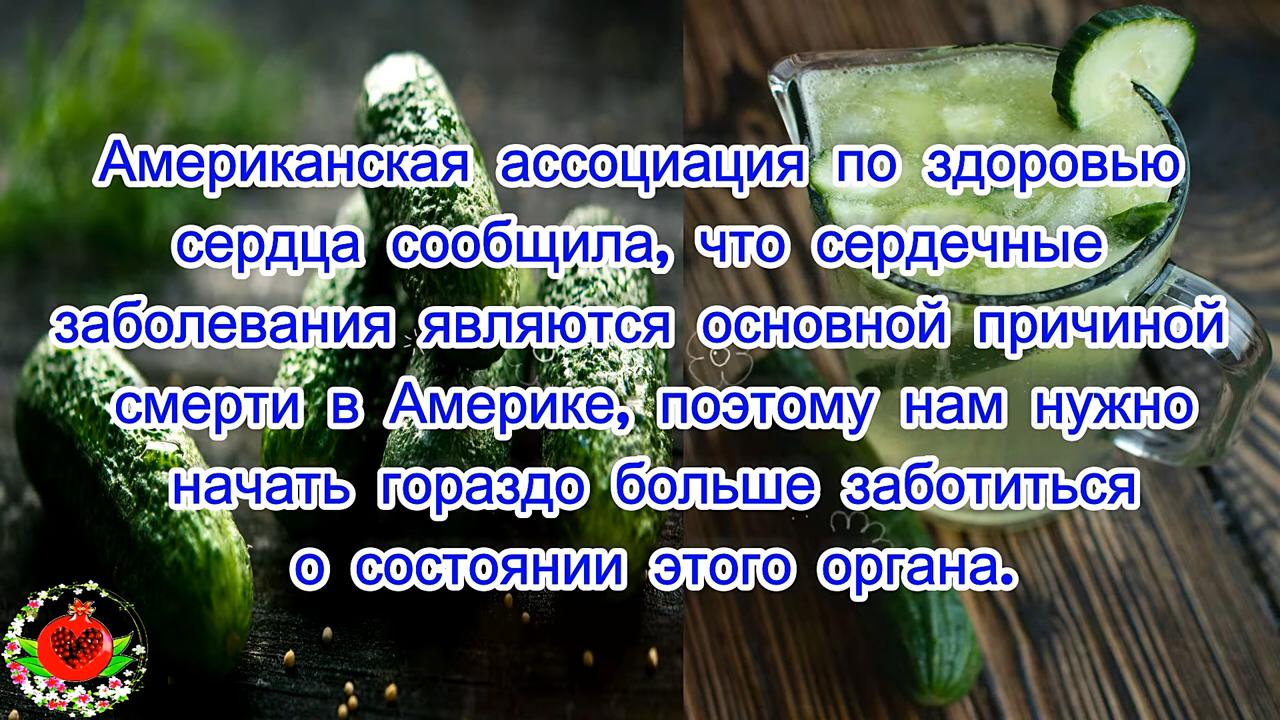 Американская ассоциация по здоровью
сердца сообщила, что сердечные
заболевания являются основной причиной
смерти в Америке, поэтому нам нужно
начать гораздо больше заботиться
о состоянии этого органа.